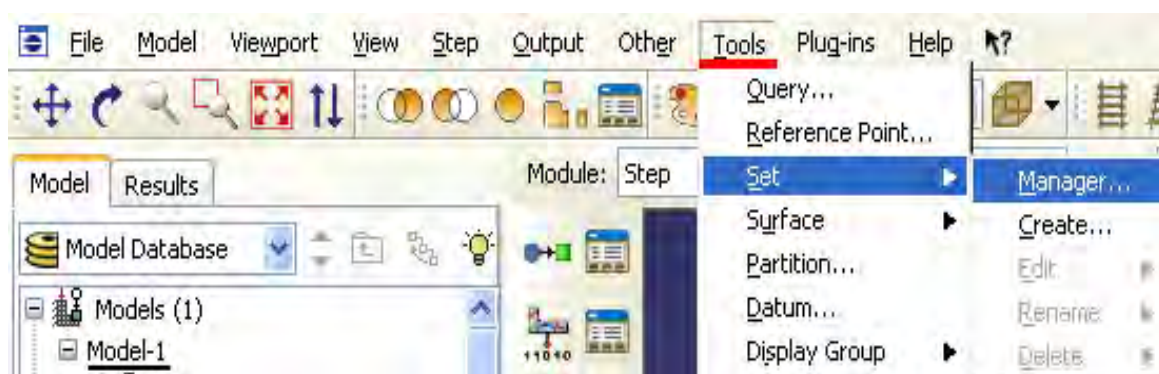 File Model Viewport View Step Output Other Tools Plug-ins Help ?
Query...
Reference Point...
Model Results Module: Step Set Manager...
Surface Create...
Model Database Partition... Edit
Models (1) Datum... Rename
Model-1 11010 Display Group Delete